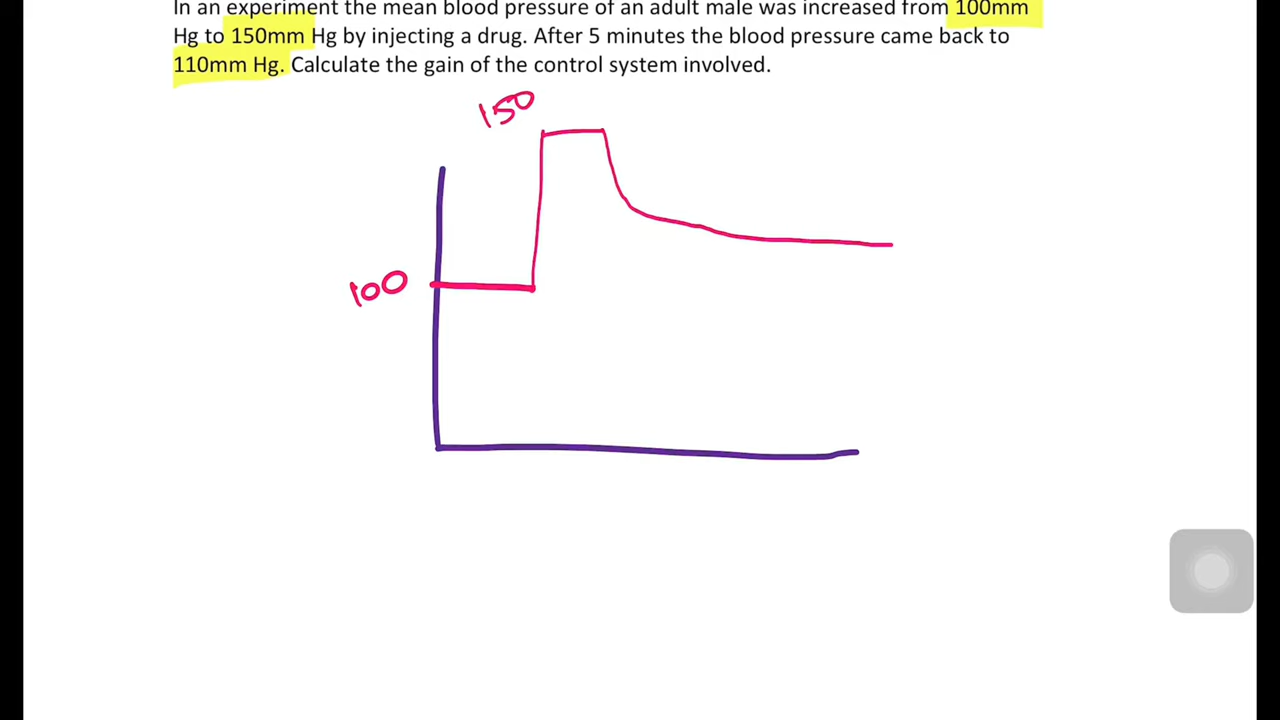 In an experiment the mean blood pressure of an adult male was increased from 100mm
Hg to 150mm Hg by injecting a drug. After 5 minutes the blood pressure came back to
110mm Hg. Calculate the gain of the control system involved.
150
100